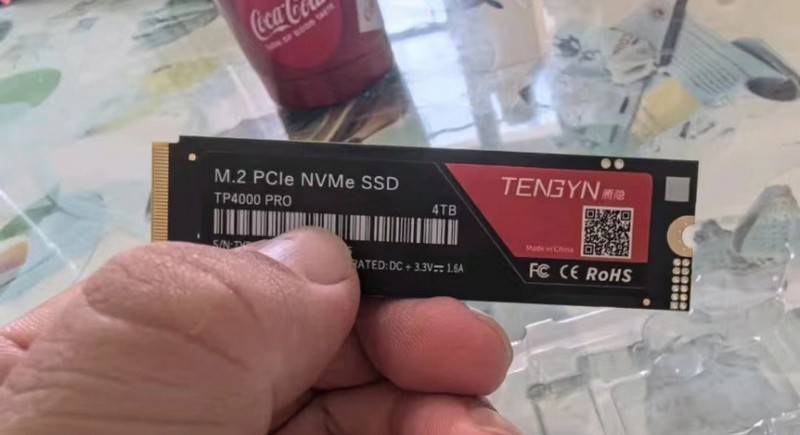 Coca-Cola
M.2 PCIe NVMe SSD
TP4000 PRO
4TB
S/N:
RATED:DC + 3.3V⎓ 1.6A
TENGYN
Made in China
FC CE RoHS